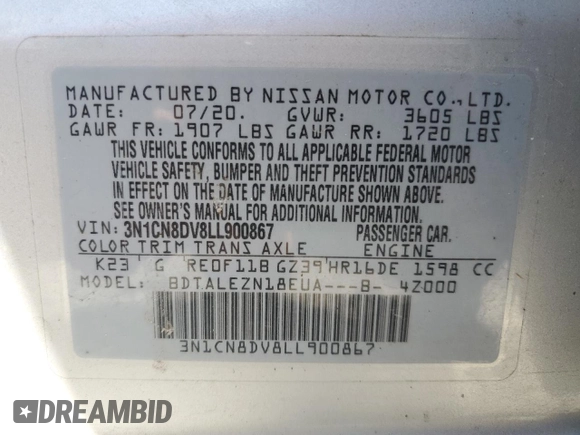 MANUFACTURED BY NISSAN MOTOR CO.,LTD.
DATE: 07/20. GVWR: 3605 LBS
GAWR FR: 1907 LBS GAWR RR: 1720 LBS
THIS VEHICLE CONFORMS TO ALL APPLICABLE FEDERAL MOTOR
VEHICLE SAFETY, BUMPER AND THEFT PREVENTION STANDARDS
IN EFFECT ON THE DATE OF MANUFACTURE SHOWN ABOVE.
SEE OWNER'S MANUAL FOR ADDITIONAL INFORMATION
VIN: 3N1CN8DV8LL900867 PASSENGER CAR.
COLOR TRIM TRANS AXLE ENGINE
K23 G RE0F11B GZ39 HR16DE 1598 CC
MODEL: BDTALEZN18EUA---B- 4Z000
3N1CN8DV8LL900867
DREAMBID